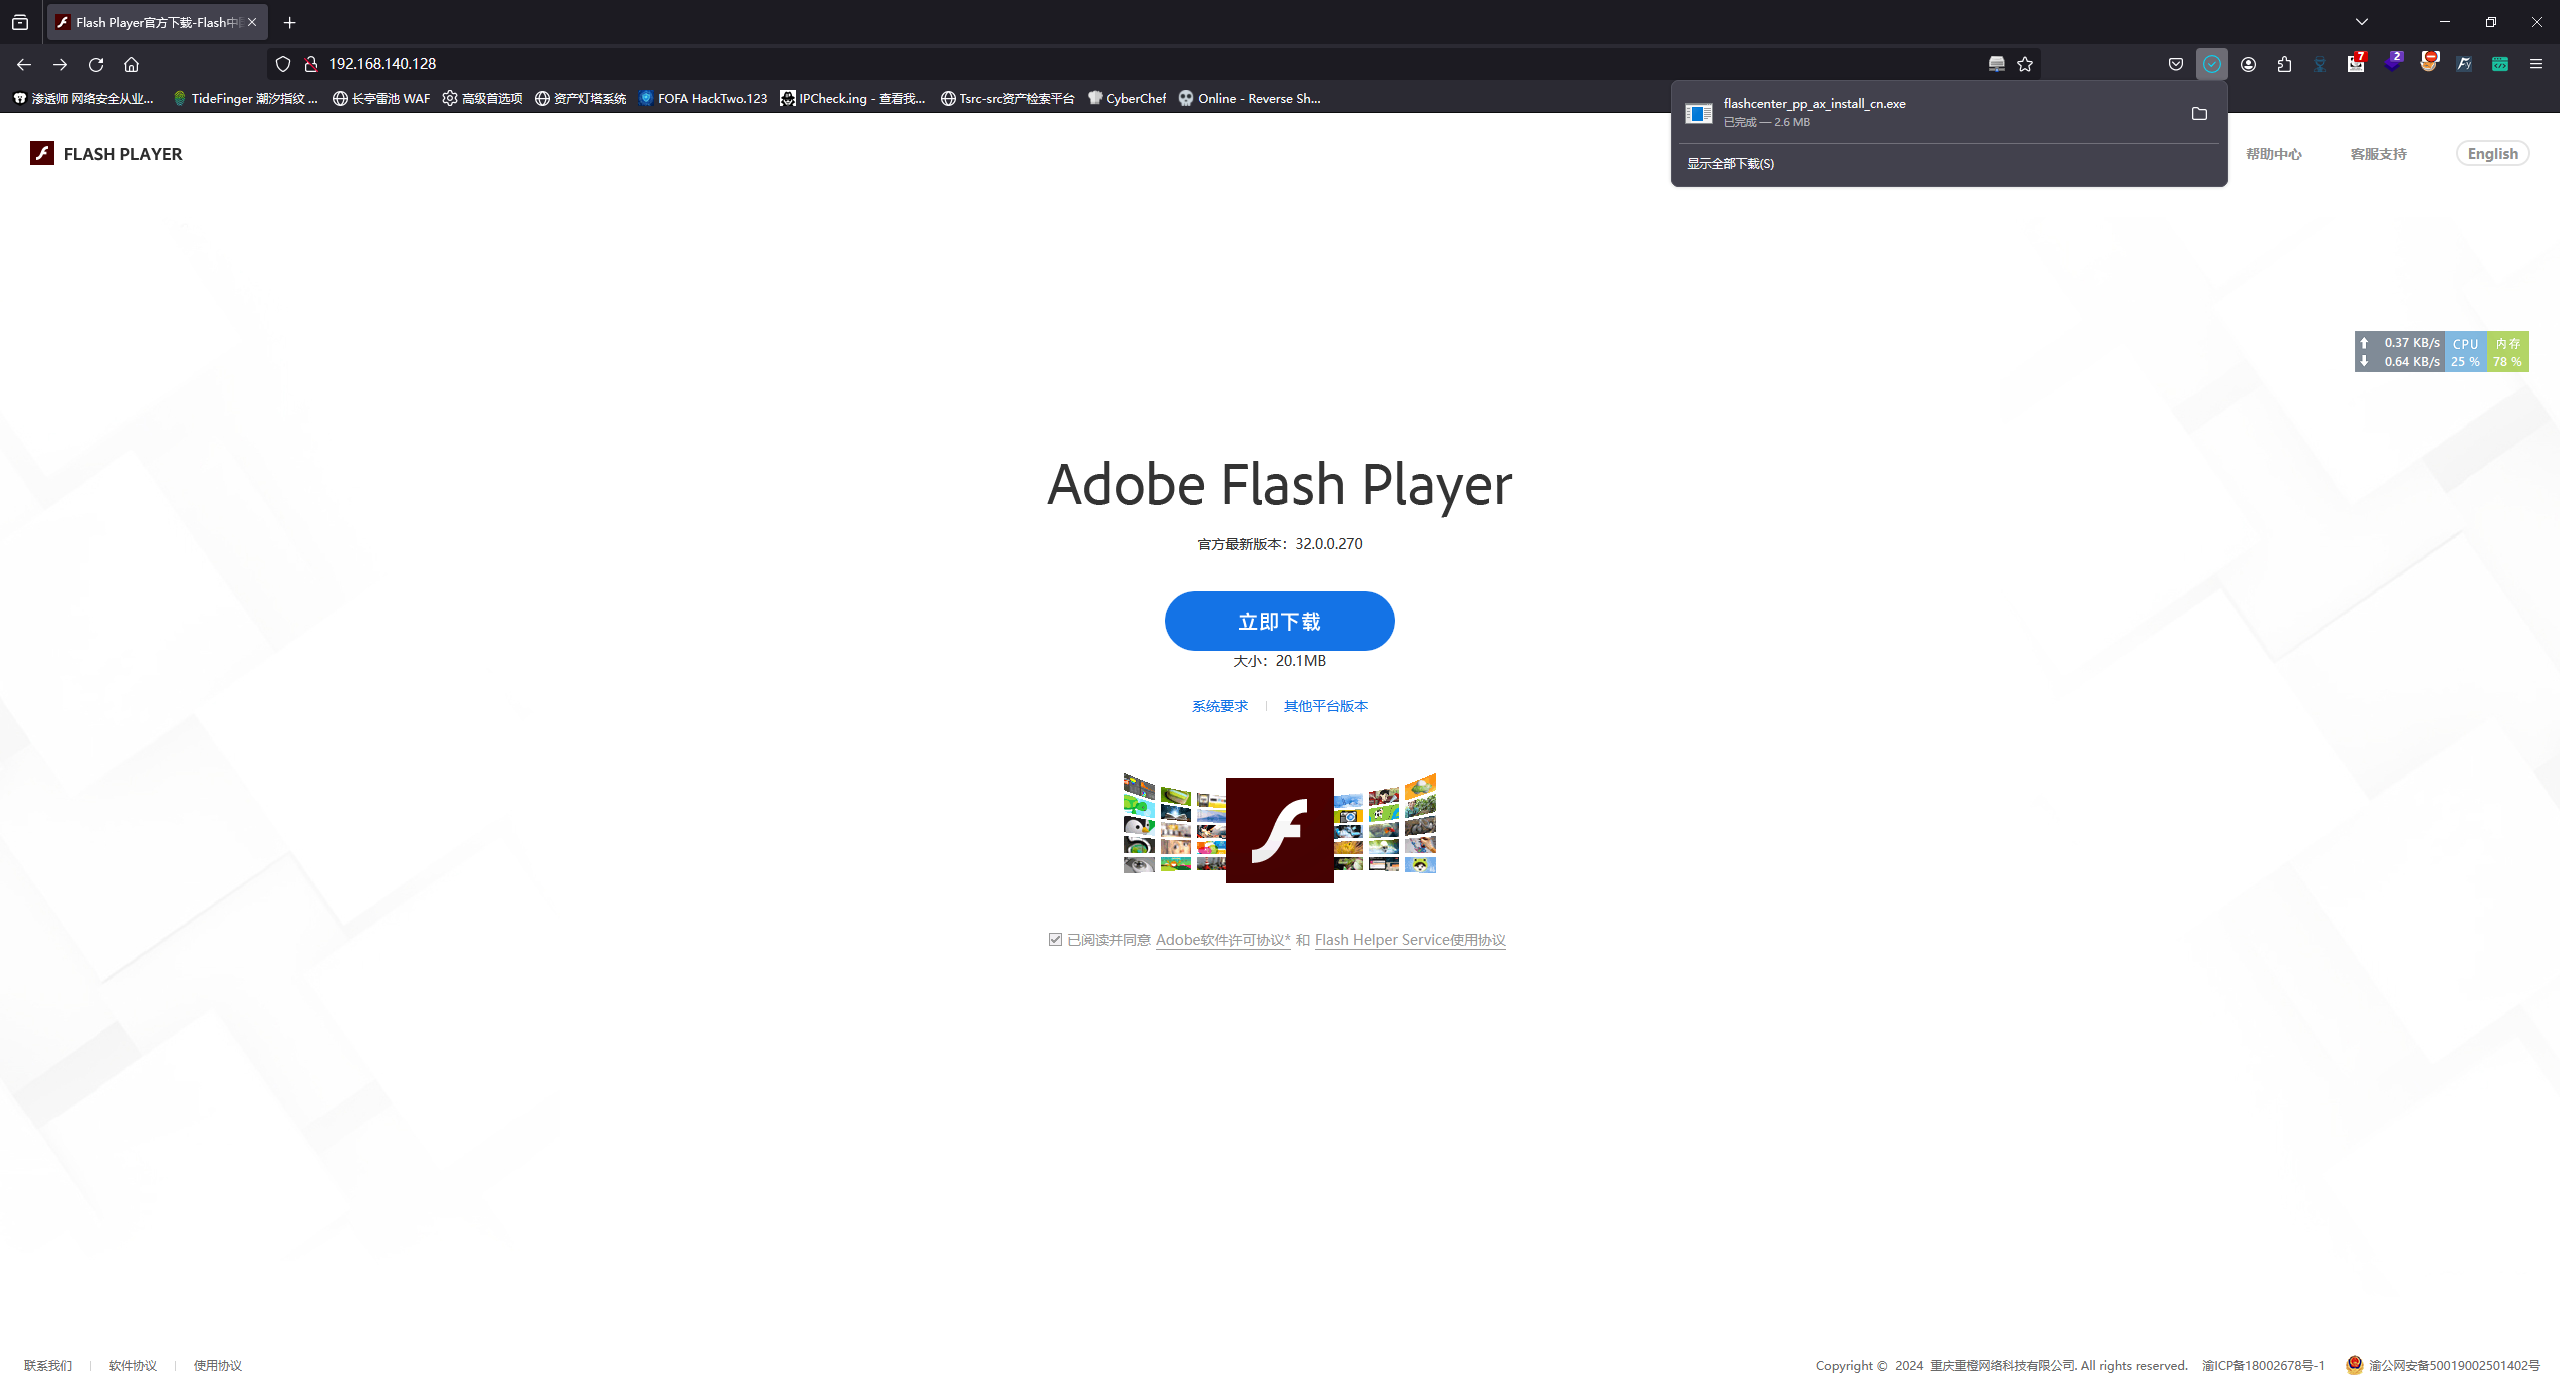 Flash Player官方下载-Flash中
192.168.140.128
7
2
渗透师 网络安全从业...
TideFinger 潮汐指纹 ...
长亭雷池 WAF
高级首选项
资产灯塔系统
FOFA HackTwo.123
IPCheck.ing - 查看我...
Tsrc-src资产检索平台
CyberChef
Online - Reverse Sh...
flashcenter_pp_ax_install_cn.exe
已完成 — 2.6 MB
显示全部下载(S)
FLASH PLAYER
帮助中心
客服支持
English
0.37 KB/s
CPU
内存
0.64 KB/s
25 %
78 %
Adobe Flash Player
官方最新版本：32.0.0.270
立即下载
大小：20.1MB
系统要求
其他平台版本
已阅读并同意 Adobe软件许可协议* 和 Flash Helper Service使用协议
联系我们
软件协议
使用协议
Copyright © 2024 重庆重橙网络科技有限公司. All rights reserved.
渝ICP备18002678号-1
渝公网安备50019002501402号